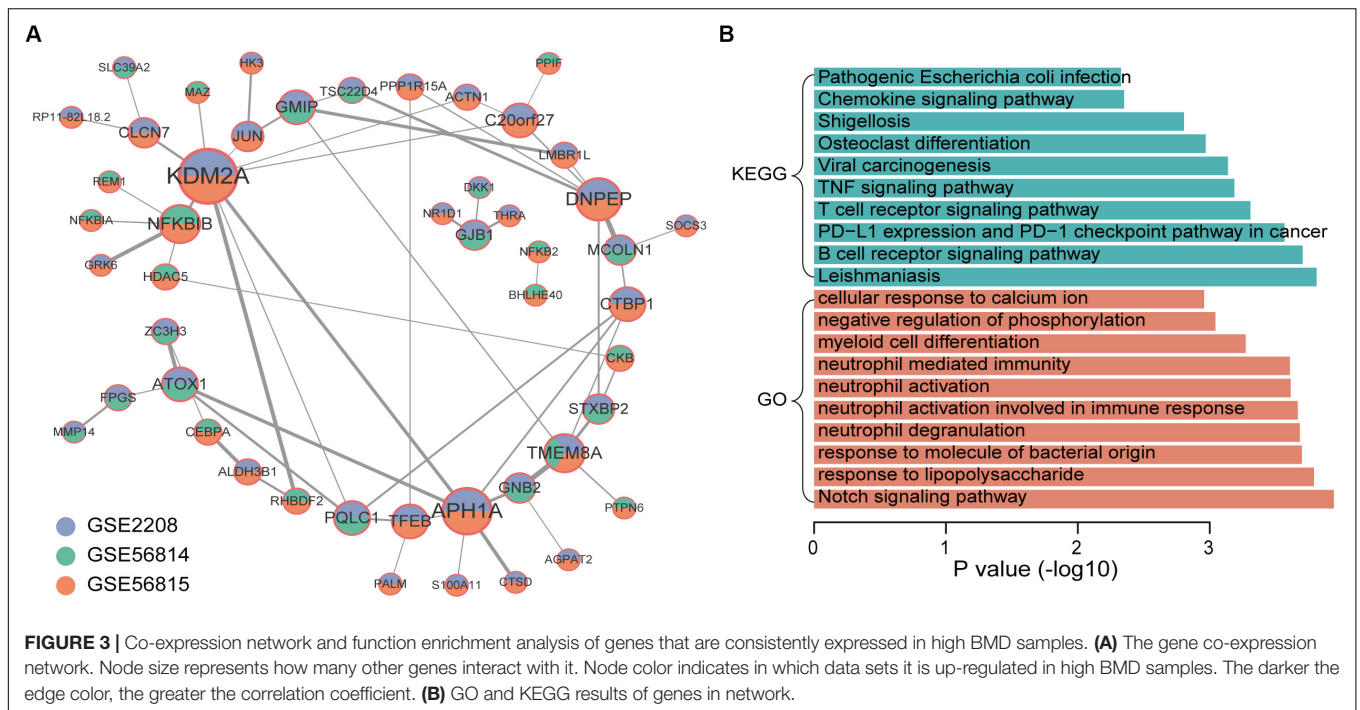 A
B
SLC39A2
HK3
PPIF
MAZ
TSC22D4
PPP1R15A
ACTN1
GMIP
RP11-82L18.2
CLCN7
JUN
C20orf27
LMBR1L
KDM2A
REM1
DKK1
DNPEP
NFKBIA
NFKBIB
NR1D1
THRA
GJB1
SOCS3
MCOLN1
GRK6
HDAC5
NFKB2
BHLHE40
CTBP1
ZC3H3
CKB
ATOX1
FPGS
MMP14
CEBPA
STXBP2
TMEM8A
ALDH3B1
RHBDF2
GNB2
PTPN6
PQLC1
TFEB
APH1A
AGPAT2
PALM
S100A11
CTSD
GSE2208
GSE56814
GSE56815
KEGG
Pathogenic Escherichia coli infection
Chemokine signaling pathway
Shigellosis
Osteoclast differentiation
Viral carcinogenesis
TNF signaling pathway
T cell receptor signaling pathway
PD−L1 expression and PD−1 checkpoint pathway in cancer
B cell receptor signaling pathway
Leishmaniasis
GO
cellular response to calcium ion
negative regulation of phosphorylation
myeloid cell differentiation
neutrophil mediated immunity
neutrophil activation
neutrophil activation involved in immune response
neutrophil degranulation
response to molecule of bacterial origin
response to lipopolysaccharide
Notch signaling pathway
0 1 2 3
P value (-log10)
FIGURE 3 | Co-expression network and function enrichment analysis of genes that are consistently expressed in high BMD samples. (A) The gene co-expression
network. Node size represents how many other genes interact with it. Node color indicates in which data sets it is up-regulated in high BMD samples. The darker the
edge color, the greater the correlation coefficient. (B) GO and KEGG results of genes in network.